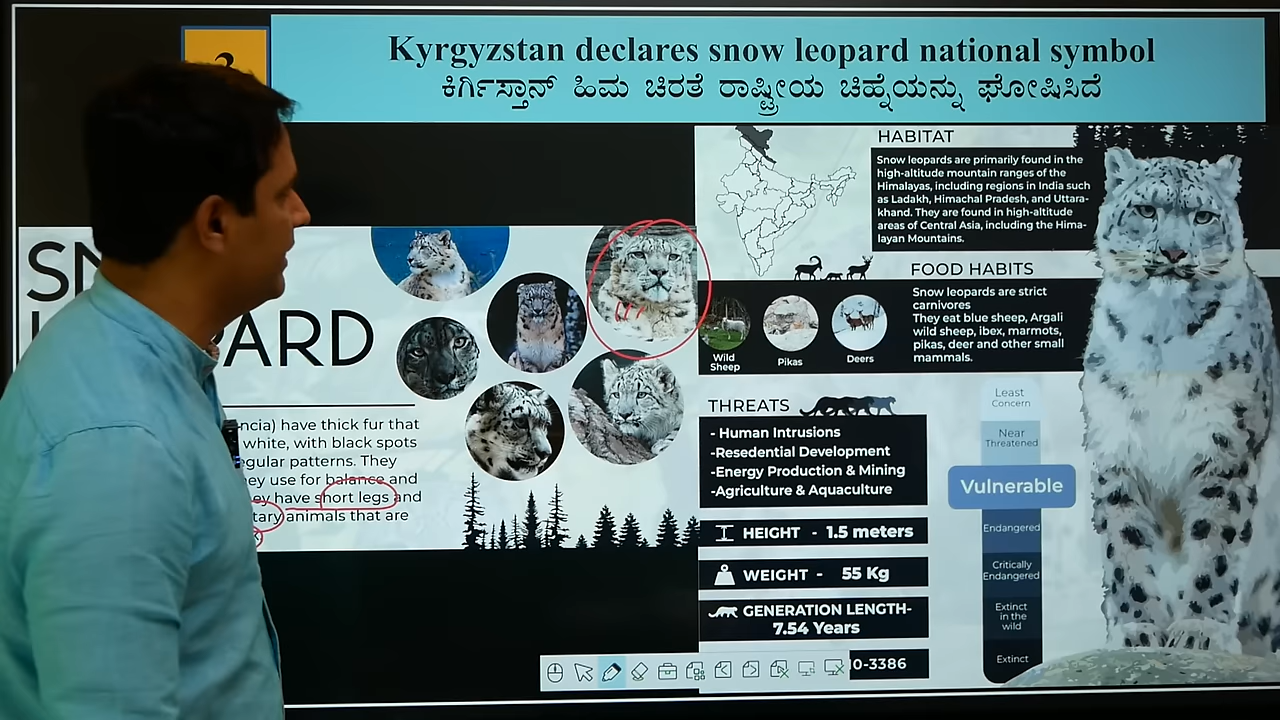 3
Kyrgyzstan declares snow leopard national symbol
ಕಿರ್ಗಿಸ್ತಾನ್ ಹಿಮ ಚಿರತೆ ರಾಷ್ಟ್ರೀಯ ಚಿಹ್ನೆಯನ್ನು ಘೋಷಿಸಿದೆ
SN
ARD
ncia) have thick fur that
white, with black spots
egular patterns. They
ey use for balance and
ey have short legs and
tary animals that are
HABITAT
Snow leopards are primarily found in the
high-altitude mountain ranges of the
Himalayas, including regions in India such
as Ladakh, Himachal Pradesh, and Uttara-
khand. They are found in high-altitude
areas of Central Asia, including the Hima-
layan Mountains.
FOOD HABITS
Snow leopards are strict
carnivores
They eat blue sheep, Argali
wild sheep, ibex, marmots,
pikas, deer and other small
mammals.
Wild
Sheep
Pikas
Deers
THREATS
- Human Intrusions
- Resedential Development
-Energy Production & Mining
-Agriculture & Aquaculture
HEIGHT - 1.5 meters
WEIGHT - 55 Kg
GENERATION LENGTH-
7.54 Years
0-3386
Least
Concern
Near
Threatened
Vulnerable
Endangered
Critically
Endangered
Extinct
in the
wild
Extinct